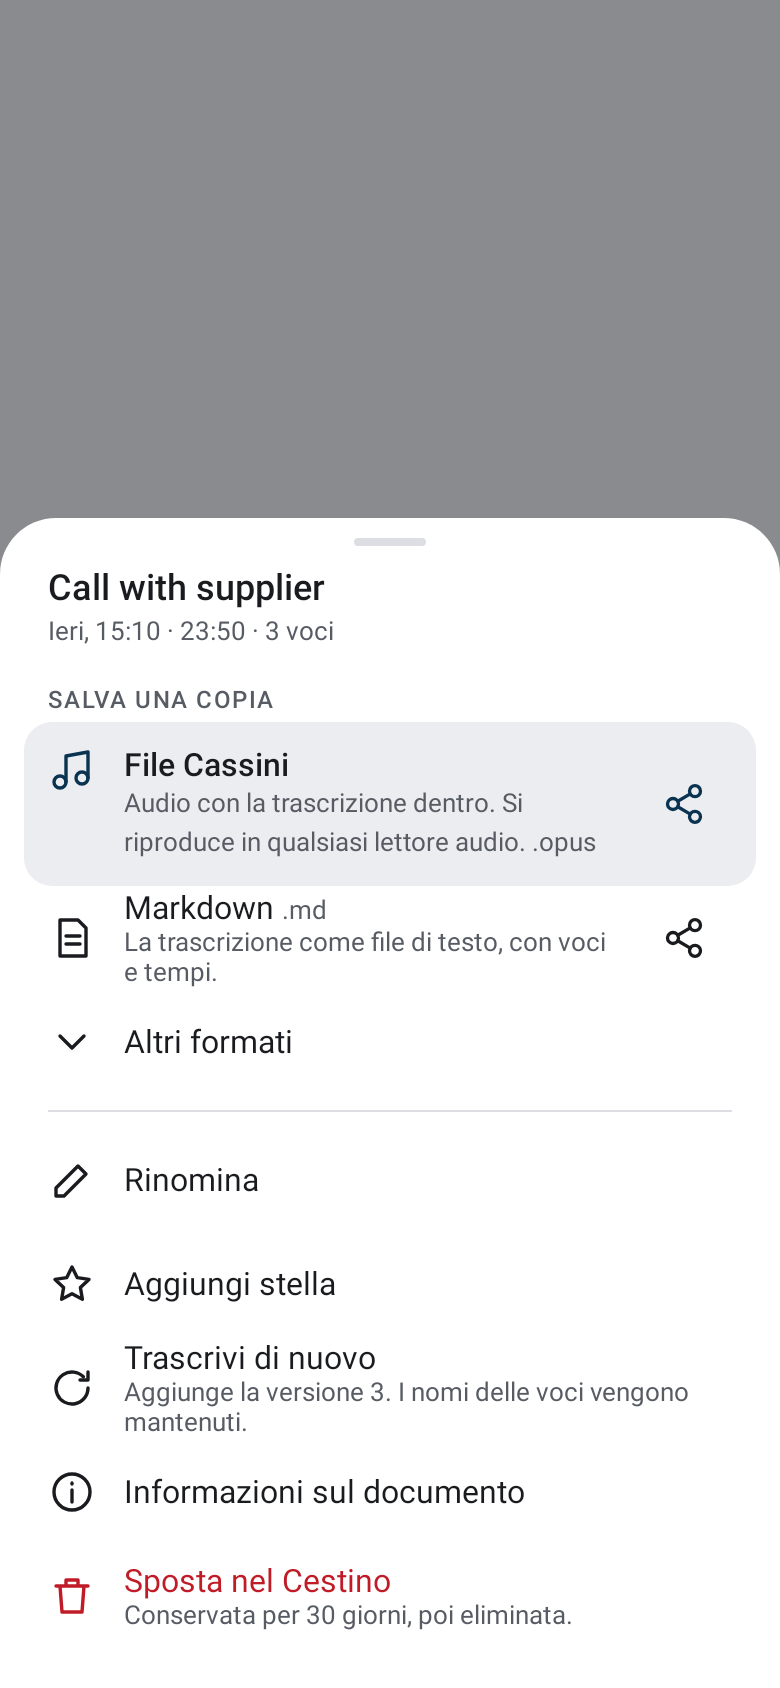 Call with supplier
Ieri, 15:10 · 23:50 · 3 voci
SALVA UNA COPIA
File Cassini
Audio con la trascrizione dentro. Si
riproduce in qualsiasi lettore audio. .opus
Markdown .md
La trascrizione come file di testo, con voci
e tempi.
Altri formati
Rinomina
Aggiungi stella
Trascrivi di nuovo
Aggiunge la versione 3. I nomi delle voci vengono
mantenuti.
Informazioni sul documento
Sposta nel Cestino
Conservata per 30 giorni, poi eliminata.